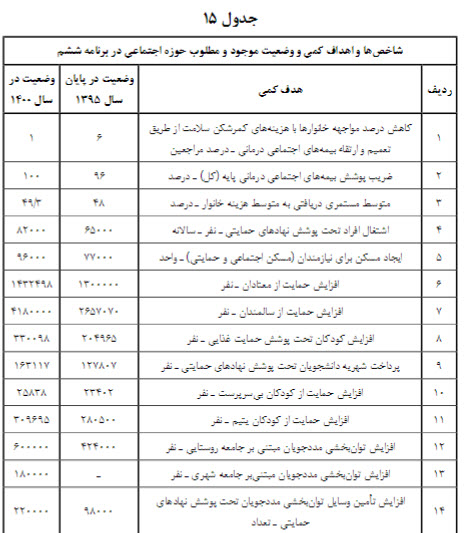 جدول ۱۵
شاخص‌ها و اهداف کمی و وضعیت موجود و مطلوب حوزه اجتماعی در برنامه ششم
ردیف هدف کمی وضعیت در پایان سال ۱۳۹۵ وضعیت در سال ۱۴۰۰
۱ کاهش درصد مواجهه خانوارها با هزینه‌های کمرشکن سلامت از طریق
تعمیم و ارتقاء بیمه‌های اجتماعی درمانی ـ درصد مراجعین ۶ ۱
۲ ضریب پوشش بیمه‌های اجتماعی درمانی پایه (کل) ـ درصد ۹۶ ۱۰۰
۳ متوسط مستمری دریافتی به متوسط هزینه خانوار ـ درصد ۴۸ ۴۹/۳
۴ اشتغال افراد تحت پوشش نهادهای حمایتی ـ نفر ـ سالانه ۶۵۰۰۰ ۸۲۰۰۰
۵ ایجاد مسکن برای نیازمندان (مسکن اجتماعی و حمایتی) ـ واحد ۷۷۰۰۰ ۹۶۰۰۰
۶ افزایش حمایت از معتادان ـ نفر ۱۳۰۰۰۰۰ ۱۴۳۲۴۹۸
۷ افزایش حمایت از سالمندان ـ نفر ۲۶۵۷۰۷۰ ۴۱۸۰۰۰۰
۸ افزایش کودکان تحت پوشش حمایت غذایی ـ نفر ۲۰۴۹۶۵ ۳۳۰۰۹۸
۹ پرداخت شهریه دانشجویان تحت پوشش نهادهای حمایتی ـ نفر ۱۲۷۸۰۷ ۱۶۳۱۱۷
۱۰ افزایش حمایت از کودکان بی‌سرپرست ـ نفر ۲۳۴۰۲ ۲۵۸۳۸
۱۱ افزایش حمایت از کودکان یتیم ـ نفر ۲۸۰۵۰۰ ۳۰۹۶۹۵
۱۲ افزایش توان‌بخشی مددجویان مبتنی بر جامعه روستایی ـ نفر ۴۲۴۰۰۰ ۶۰۰۰۰۰
۱۳ افزایش توان‌بخشی مددجویان مبتنی‌بر جامعه شهری ـ نفر ـ ۱۸۰۰۰۰
۱۴ افزایش تأمین وسایل توان‌بخشی مددجویان تحت پوشش نهادهای
حمایتی ـ تعداد ۹۸۰۰۰ ۲۲۰۰۰۰